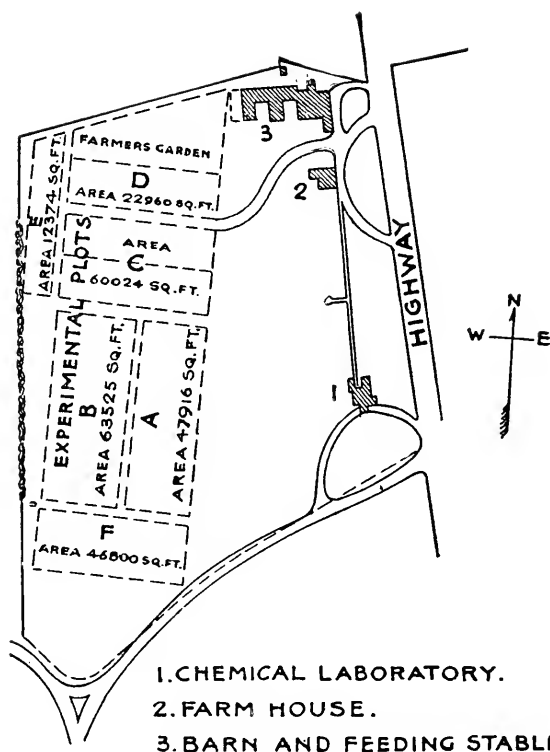 3
FARMERS GARDEN
D
AREA 22960 SQ. FT.
2
E
AREA 12374 SQ. FT.
AREA
C
60024 SQ. FT.
EXPERIMENTAL PLOTS
HIGHWAY
N
W E
B
AREA 63525 SQ. FT.
A
AREA 47916 SQ. FT.
1
F
AREA 46800 SQ. FT.
1. CHEMICAL LABORATORY.
2. FARM HOUSE.
3. BARN AND FEEDING